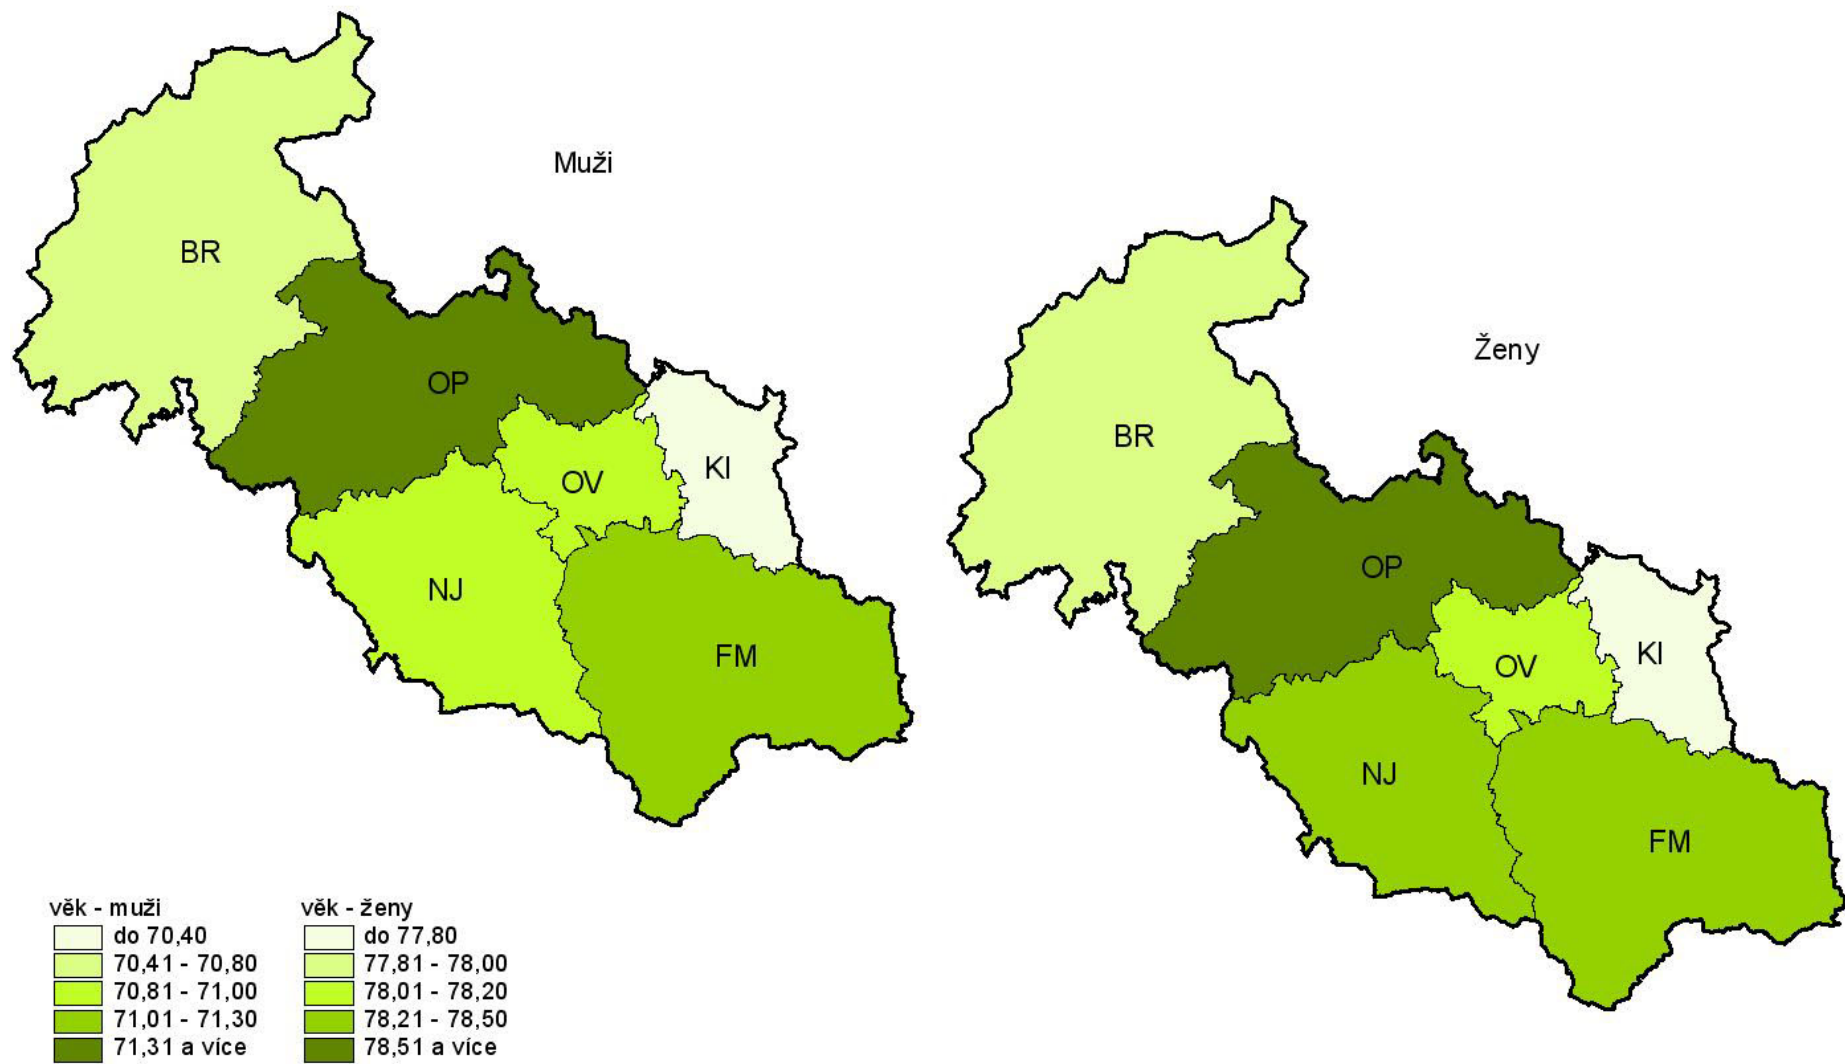 Muži
BR
OP
KI
OV
NJ
FM
Ženy
BR
OP
KI
OV
NJ
FM
věk - muži
do 70,40
70,41 - 70,80
70,81 - 71,00
71,01 - 71,30
71,31 a více
věk - ženy
do 77,80
77,81 - 78,00
78,01 - 78,20
78,21 - 78,50
78,51 a více